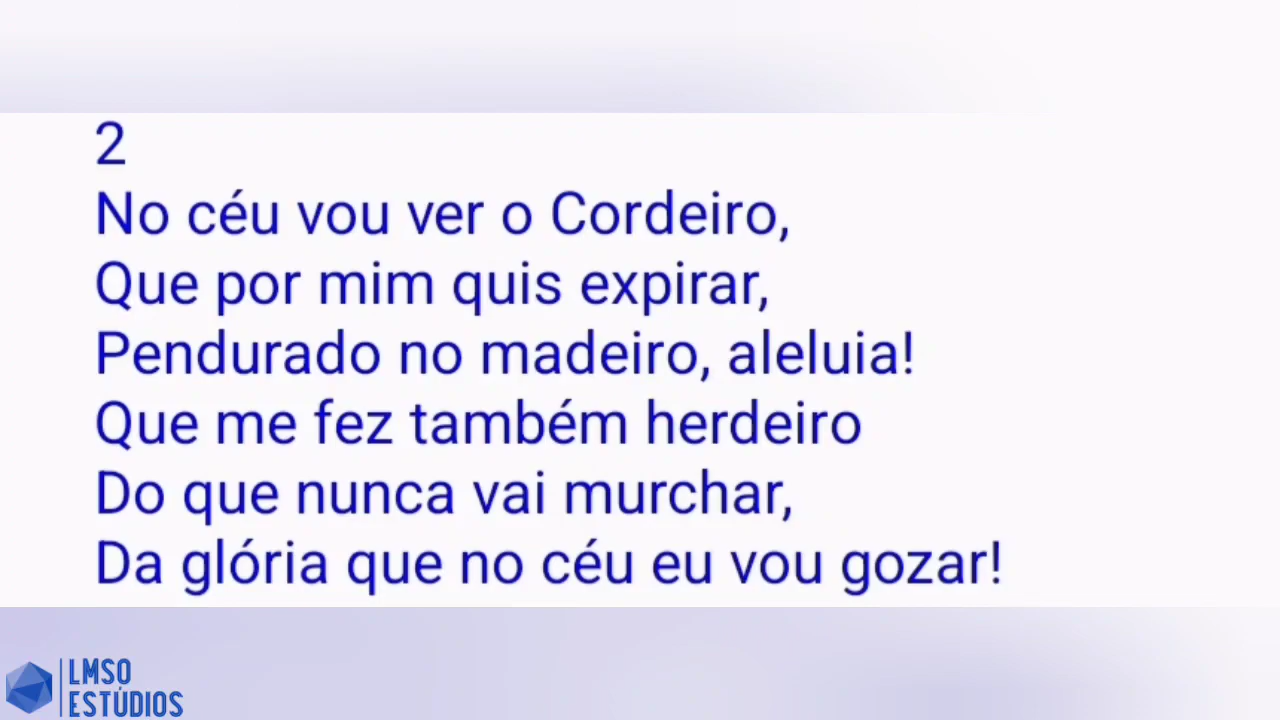 2
No céu vou ver o Cordeiro,
Que por mim quis expirar,
Pendurado no madeiro, aleluia!
Que me fez também herdeiro
Do que nunca vai murchar,
Da glória que no céu eu vou gozar!
LMSO
ESTÚDIOS